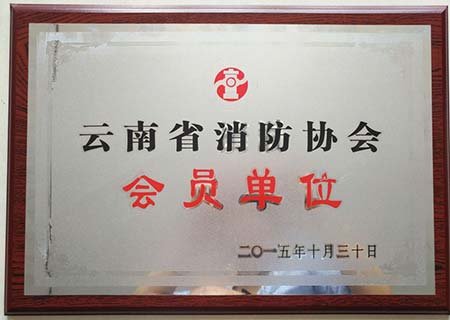 云南省消防协会
会员单位
二〇一五年十月三十日